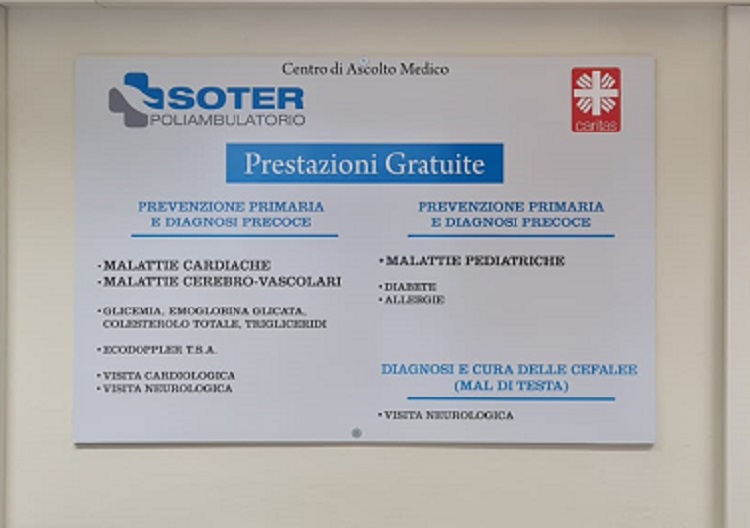 Centro di Ascolto Medico
SOTER
POLIAMBULATORIO
caritas
Prestazioni Gratuite
PREVENZIONE PRIMARIA
E DIAGNOSI PRECOCE
• MALATTIE CARDIACHE
• MALATTIE CEREBRO-VASCOLARI
• GLICEMIA, EMOGLOBINA GLICATA,
COLESTEROLO TOTALE, TRIGLICERIDI
• ECODOPPLER T.S.A.
• VISITA CARDIOLOGICA
• VISITA NEUROLOGICA
PREVENZIONE PRIMARIA
E DIAGNOSI PRECOCE
• MALATTIE PEDIATRICHE
• DIABETE
• ALLERGIE
DIAGNOSI E CURA DELLE CEFALEE
(MAL DI TESTA)
• VISITA NEUROLOGICA